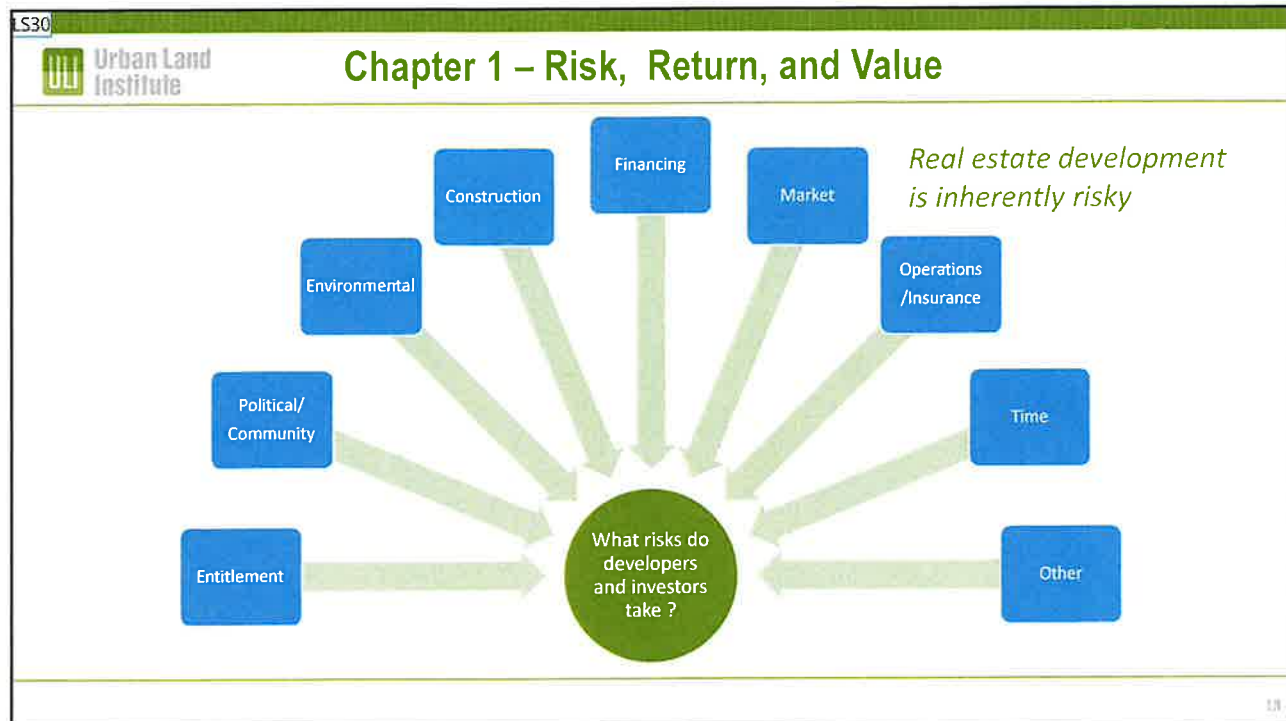 LS30
Urban Land
Institute
Chapter 1 – Risk, Return, and Value
Real estate development
is inherently risky
Entitlement
Political/
Community
Environmental
Construction
Financing
Market
Operations
/Insurance
Time
Other
What risks do
developers
and investors
take ?